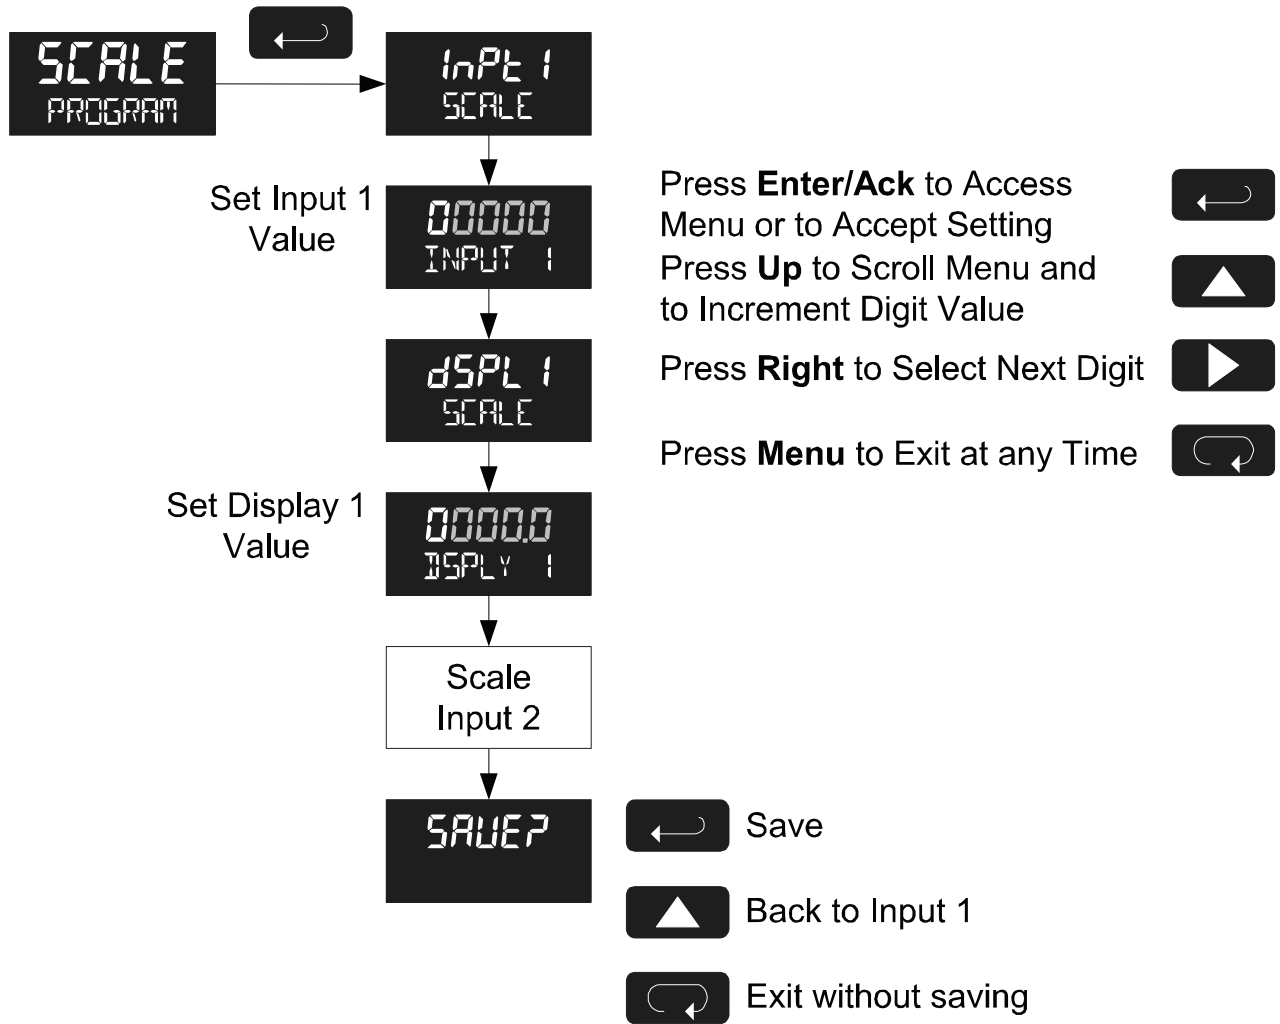 SCALE
PROGRAM
InPt 1
SCALE
Set Input 1
Value
00000
INPUT 1
dSPL 1
SCALE
Set Display 1
Value
0000.0
DSPLY 1
Scale
Input 2
SAVE?
Press Enter/Ack to Access
Menu or to Accept Setting
Press Up to Scroll Menu and
to Increment Digit Value
Press Right to Select Next Digit
Press Menu to Exit at any Time
Save
Back to Input 1
Exit without saving